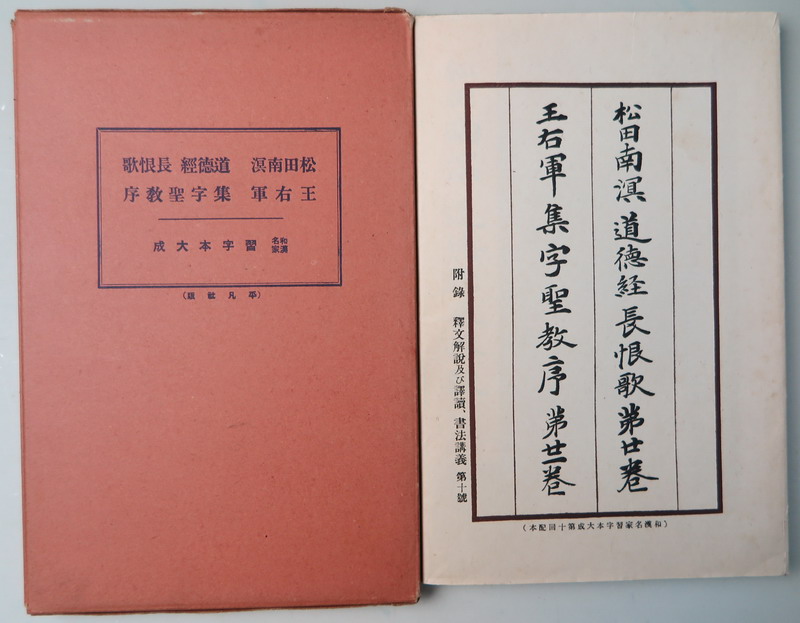 松田南溟 道德經 長恨歌
王右軍 集字聖教序
和漢名家 習字本大成
（平凡社版）
松田南溟道德経長恨歌第廿巻
王右軍集字聖教序第廿一巻
附錄 釋文解說及び譯讀、書法講義 第十號
（和漢名家習字本大成第十回配本）